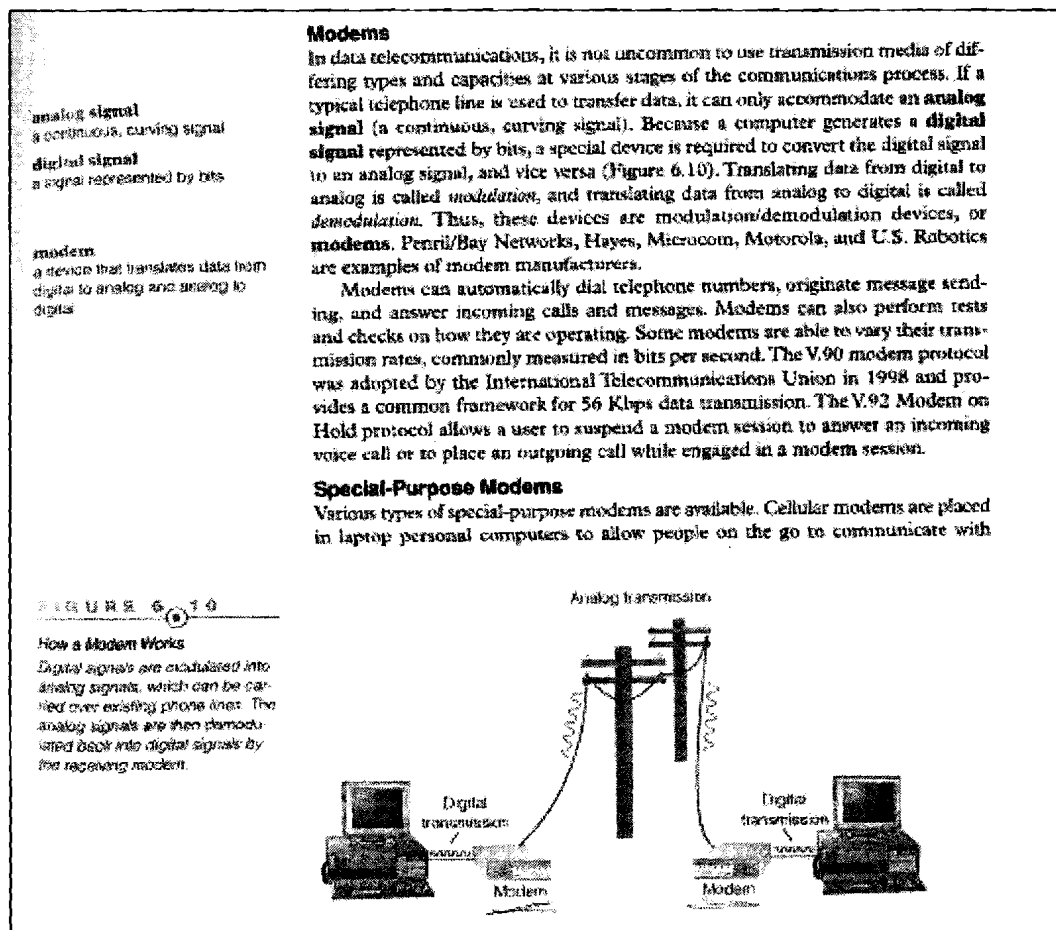 Modems
In data telecommunications, it is not uncommon to use transmission media of dif-
fering types and capacities at various stages of the communications process. If a
typical telephone line is used to transfer data, it can only accommodate an analog
signal (a continuous, curving signal). Because a computer generates a digital
signal represented by bits, a special device is required to convert the digital signal
to an analog signal, and vice versa (Figure 6.10). Translating data from digital to
analog is called modulation, and translating data from analog to digital is called
demodulation. Thus, these devices are modulation/demodulation devices, or
modems. Penril/Bay Networks, Hayes, Microcom, Motorola, and U.S. Robotics
are examples of modem manufacturers.
Modems can automatically dial telephone numbers, originate message send-
ing, and answer incoming calls and messages. Modems can also perform tests
and checks on how they are operating. Some modems are able to vary their trans-
mission rates, commonly measured in bits per second. The V.90 modem protocol
was adopted by the International Telecommunications Union in 1998 and pro-
vides a common framework for 56 Kbps data transmission. The V.92 Modem on
Hold protocol allows a user to suspend a modem session to answer an incoming
voice call or to place an outgoing call while engaged in a modem session.
Special-Purpose Modems
Various types of special-purpose modems are available. Cellular modems are placed
in laptop personal computers to allow people on the go to communicate with
analog signal
a continuous, curving signal
digital signal
a signal represented by bits
modem
a device that translates data from
digital to analog and analog to
digital
FIGURE 6.10
How a Modem Works
Digital signals are modulated into
analog signals, which can be car-
ried over existing phone lines. The
analog signals are then demodu-
lated back into digital signals by
the receiving modem.
Analog transmission
Digital
transmission
Modem
Digital
transmission
Modem